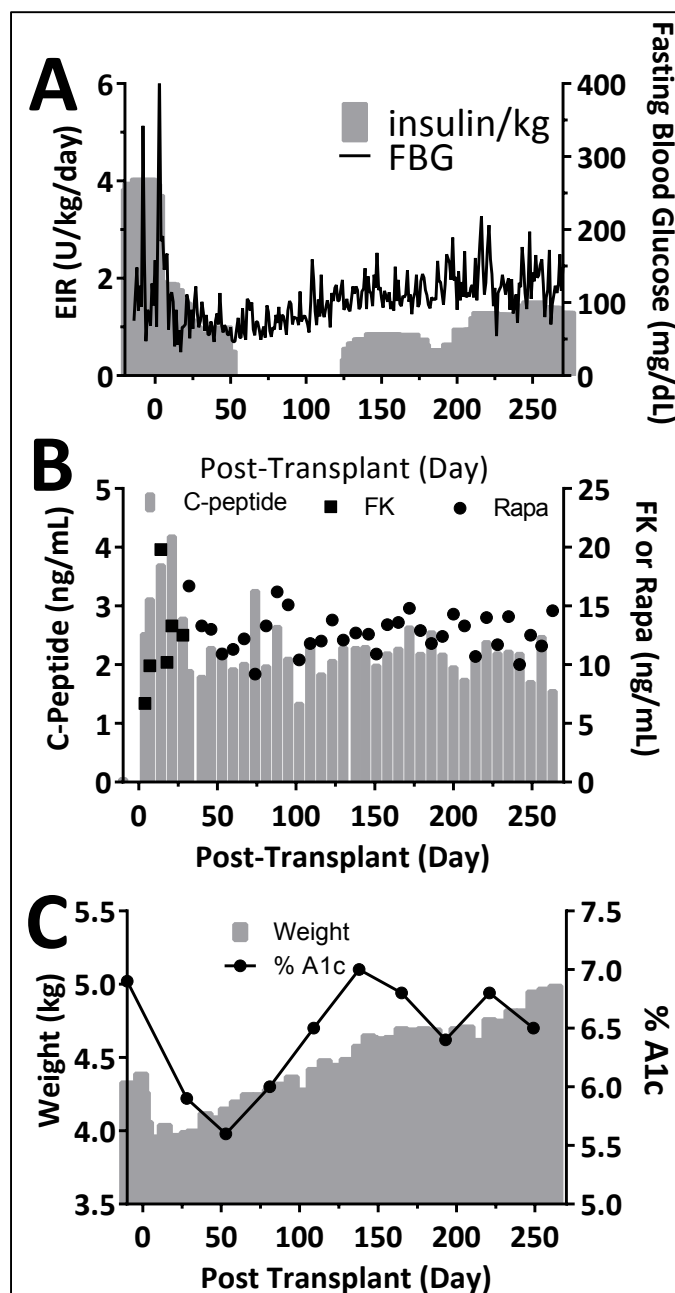 A
6
4
2
1
0
EIR (U/kg/day)
insulin/kg
FBG
400
300
200
100
0
Fasting Blood Glucose (mg/dL)
0 50 100 150 200 250
Post-Transplant (Day)
B
5
4
3
2
1
0
C-Peptide (ng/mL)
C-peptide FK Rapa
25
20
15
10
5
0
FK or Rapa (ng/mL)
0 50 100 150 200 250
Post-Transplant (Day)
C
5.5
5.0
4.5
4.0
3.5
Weight (kg)
Weight
% A1c
7.5
7.0
6.5
6.0
5.5
5.0
% A1c
0 50 100 150 200 250
Post Transplant (Day)